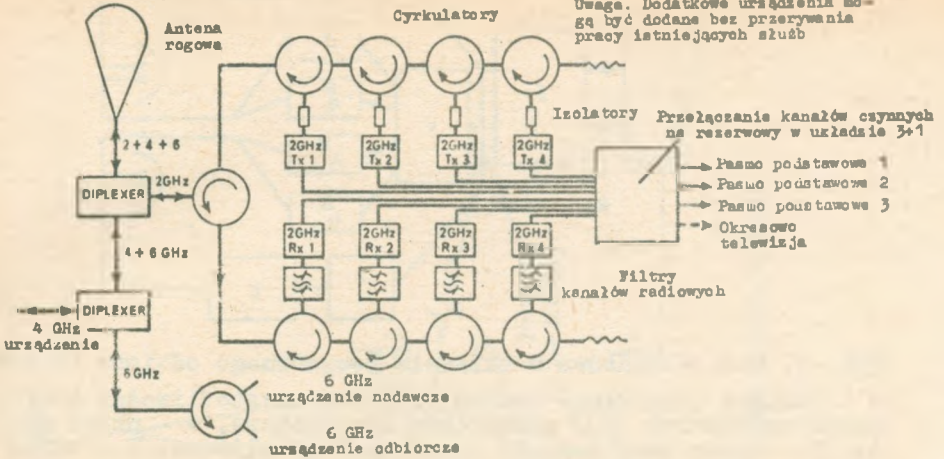 Uwaga. Dodatkowe urządzenia mo-
gą być dodane bez przerywania
pracy istniejących służb
Cyrkulatory
Antena
rogowa
Izolatory
Przełączanie kanałów czynnych
na rezerwowy w układzie 3+1
2 + 4 + 6
2GHz
DIPLEXER
2GHz
Tx 1
2GHz
Tx 2
2GHz
Tx 3
2GHz
Tx 4
Pasmo podstawowe 1
Pasmo podstawowe 2
Pasmo podstawowe 3
Okresowo
telewizja
4 + 6 GHz
2GHz
Rx 1
2GHz
Rx 2
2GHz
Rx 3
2GHz
Rx 4
Filtry
kanałów radiowych
DIPLEXER
4 GHz
urządzenie
6 GHz
6 GHz
urządzenie nadawcze
6 GHz
urządzenie odbiorcze